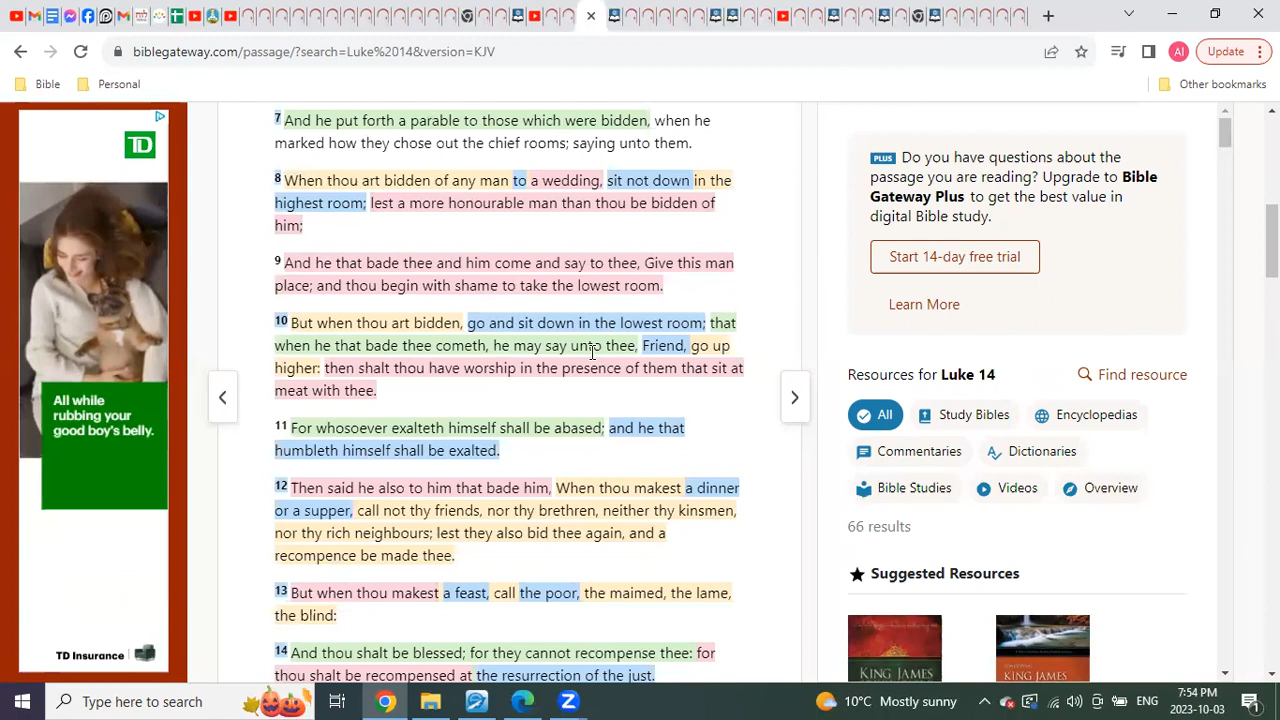 biblegateway.com/passage/?search=Luke%2014&version=KJV
AI
Update
Bible
Personal
Other bookmarks
7 And he put forth a parable to those which were bidden, when he
marked how they chose out the chief rooms; saying unto them.
8 When thou art bidden of any man to a wedding, sit not down in the
highest room; lest a more honourable man than thou be bidden of
him;
9 And he that bade thee and him come and say to thee, Give this man
place; and thou begin with shame to take the lowest room.
10 But when thou art bidden, go and sit down in the lowest room; that
when he that bade thee cometh, he may say unto thee, Friend, go up
higher: then shalt thou have worship in the presence of them that sit at
meat with thee.
11 For whosoever exalteth himself shall be abased; and he that
humbleth himself shall be exalted.
12 Then said he also to him that bade him, When thou makest a dinner
or a supper, call not thy friends, nor thy brethren, neither thy kinsmen,
nor thy rich neighbours; lest they also bid thee again, and a
recompence be made thee.
13 But when thou makest a feast, call the poor, the maimed, the lame,
the blind:
14 And thou shalt be blessed; for they cannot recompense thee: for
thou shalt be recompensed at the resurrection of the just.
TD
All while
rubbing your
good boy's belly.
TD Insurance
PLUS Do you have questions about the
passage you are reading? Upgrade to Bible
Gateway Plus to get the best value in
digital Bible study.
Start 14-day free trial
Learn More
Resources for Luke 14
Find resource
All
Study Bibles
Encyclopedias
Commentaries
Dictionaries
Bible Studies
Videos
Overview
66 results
Suggested Resources
KING JAMES
KING JAMES
Type here to search
10°C Mostly sunny
ENG
7:54 PM
2023-10-03